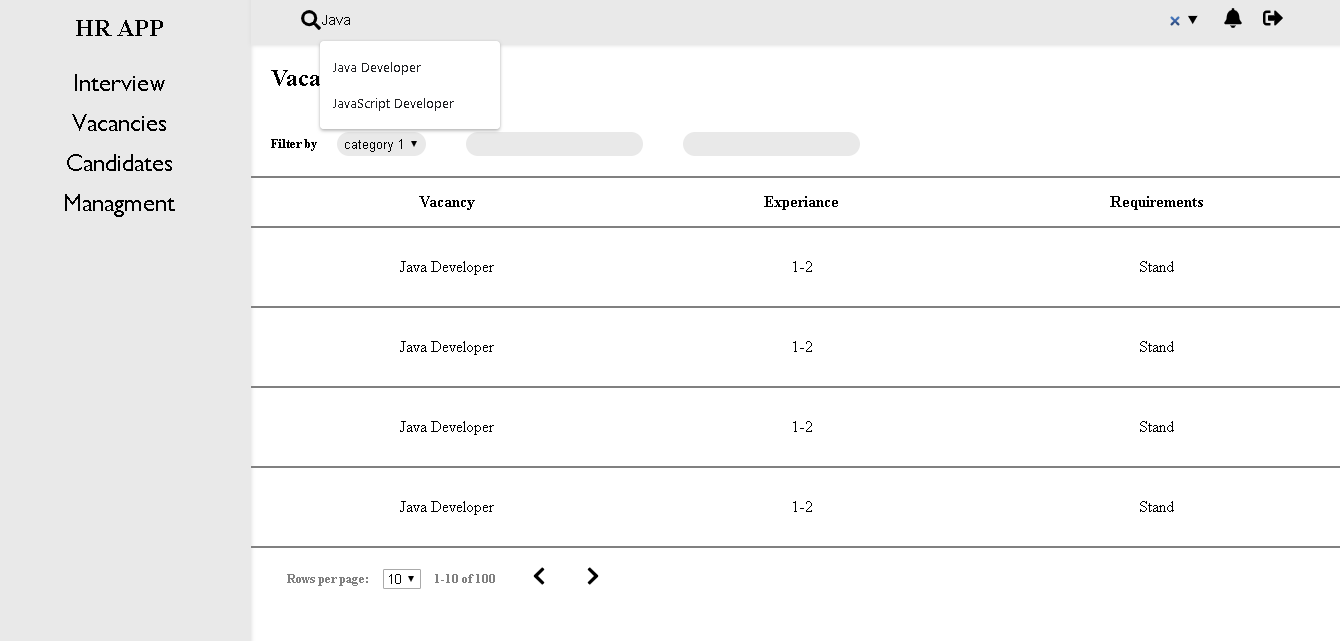 HR APP
Interview
Vacancies
Candidates
Managment
Java
Java Developer
JavaScript Developer
Vaca
Filter by category 1
Vacancy Experiance Requirements
Java Developer 1-2 Stand
Java Developer 1-2 Stand
Java Developer 1-2 Stand
Java Developer 1-2 Stand
Rows per page: 10 1-10 of 100